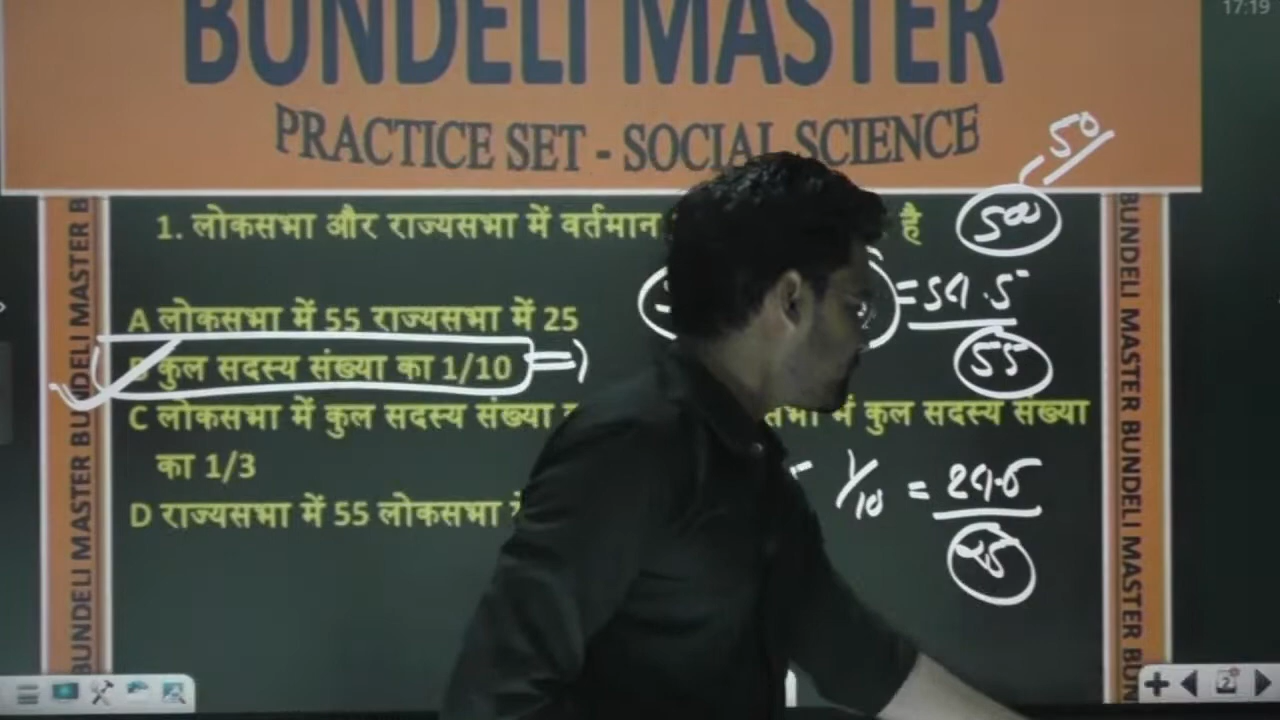 17:19
BUNDELI MASTER
PRACTICE SET - SOCIAL SCIENCE
50
1. लोकसभा और राज्यसभा में वर्तमान है
500
A लोकसभा में 55 राज्यसभा में 25
= 54.5
B कुल सदस्य संख्या का 1/10
55
C लोकसभा में कुल सदस्य संख्या में कुल सदस्य संख्या
का 1/3
1/10 = 24.5
D राज्यसभा में 55 लोकसभा
25
BUNDELI MASTER BUNDELI MASTER B
BUNDELI MASTER BUNDELI MASTER BUN
2